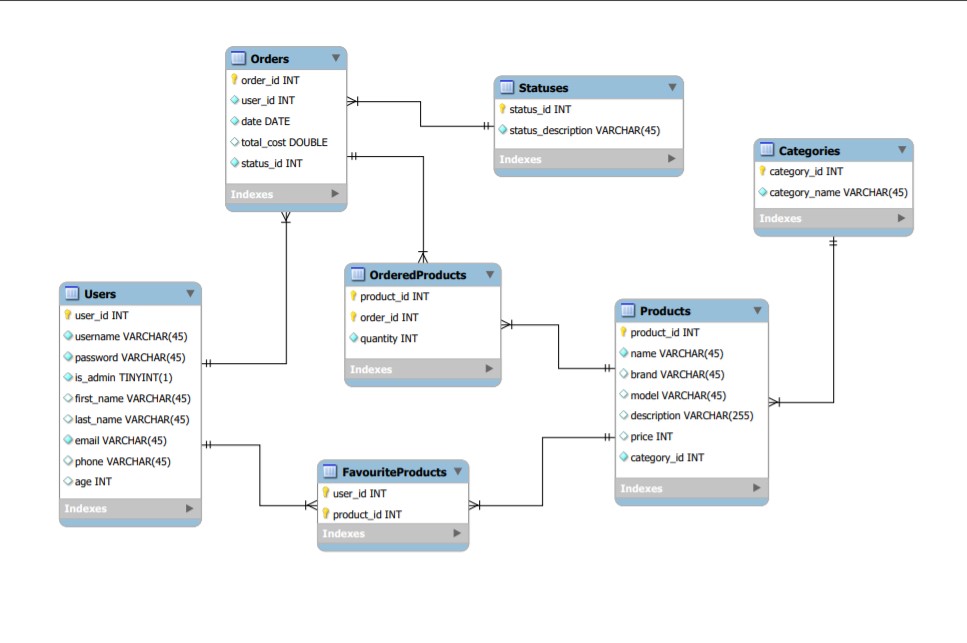 Orders
order_id INT
user_id INT
date DATE
total_cost DOUBLE
status_id INT
Indexes
Statuses
status_id INT
status_description VARCHAR(45)
Indexes
Categories
category_id INT
category_name VARCHAR(45)
Indexes
Users
user_id INT
username VARCHAR(45)
password VARCHAR(45)
is_admin TINYINT(1)
first_name VARCHAR(45)
last_name VARCHAR(45)
email VARCHAR(45)
phone VARCHAR(45)
age INT
Indexes
OrderedProducts
product_id INT
order_id INT
quantity INT
Indexes
Products
product_id INT
name VARCHAR(45)
brand VARCHAR(45)
model VARCHAR(45)
description VARCHAR(255)
price INT
category_id INT
Indexes
FavouriteProducts
user_id INT
product_id INT
Indexes